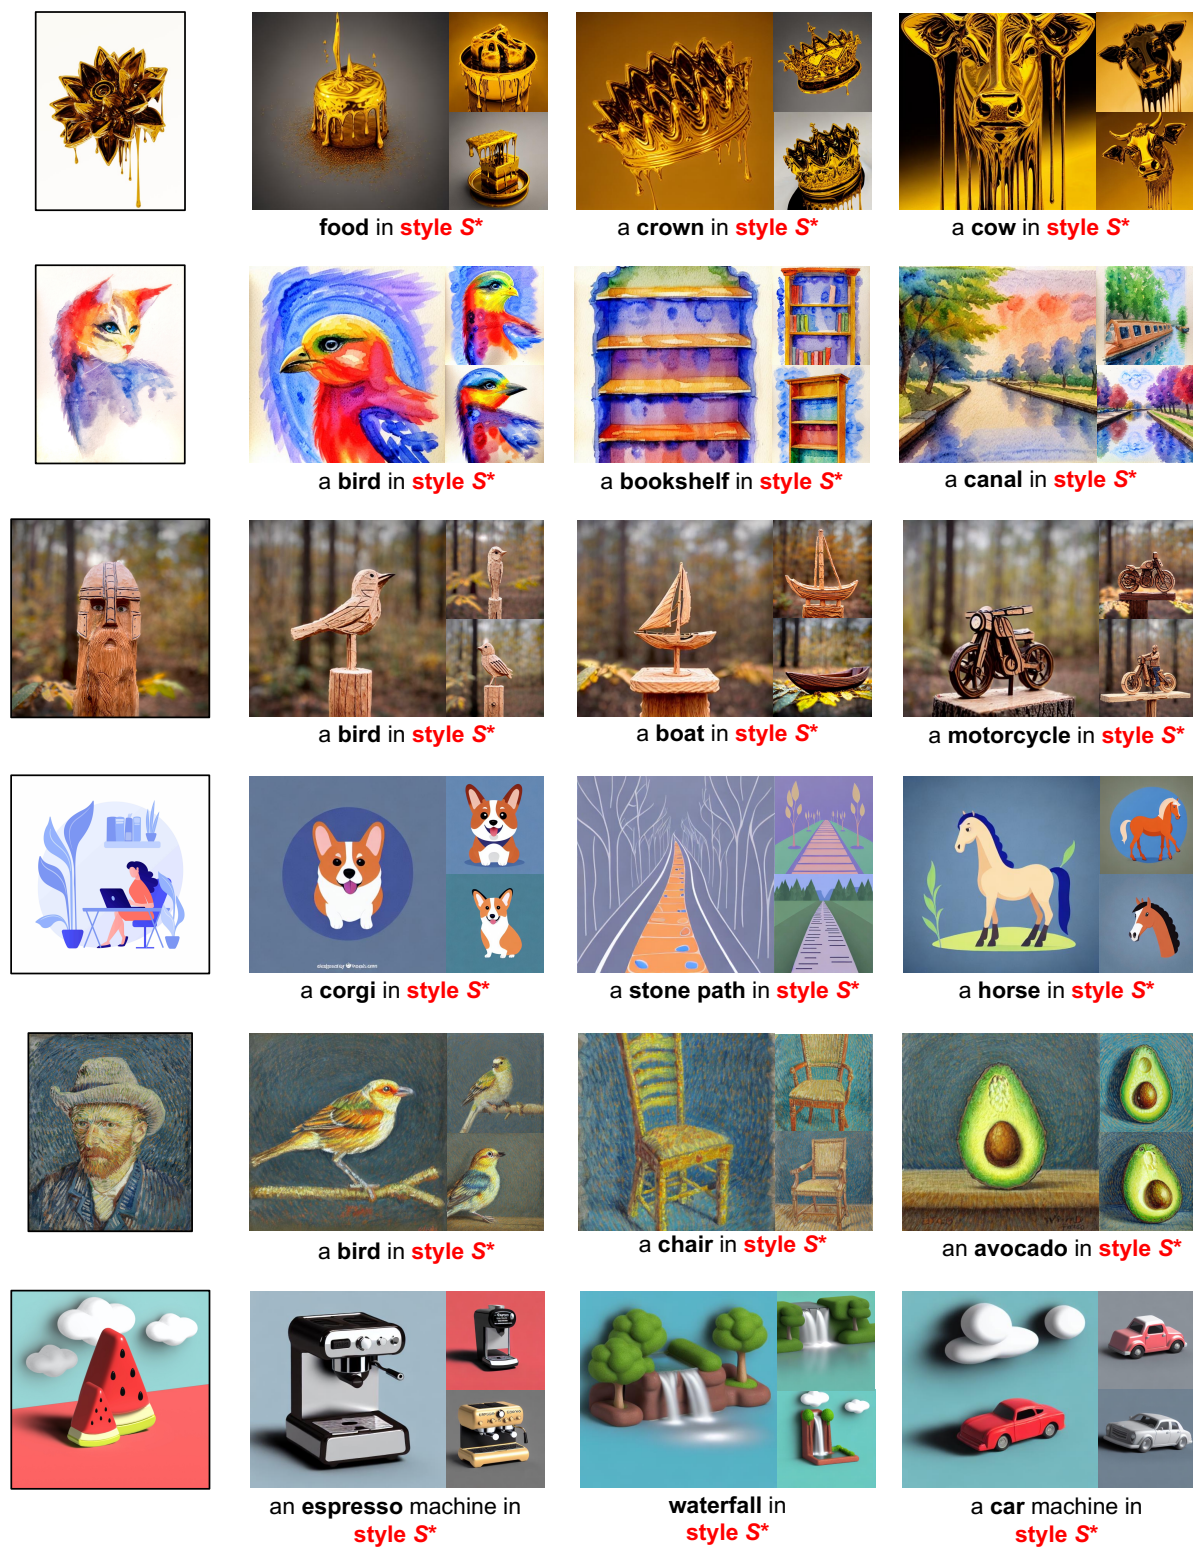 food in style S*
a crown in style S*
a cow in style S*
a bird in style S*
a bookshelf in style S*
a canal in style S*
a bird in style S*
a boat in style S*
a motorcycle in style S*
a corgi in style S*
a stone path in style S*
a horse in style S*
a bird in style S*
a chair in style S*
an avocado in style S*
an espresso machine in
style S*
waterfall in
style S*
a car machine in
style S*